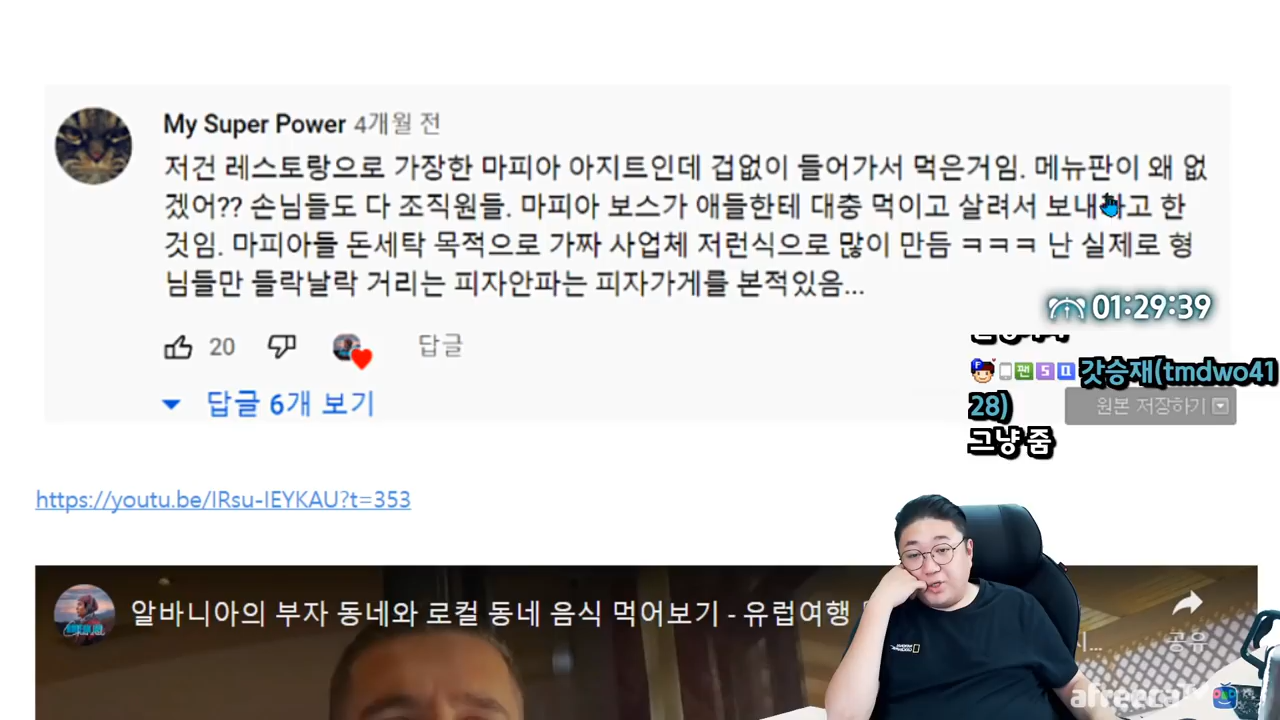 My Super Power 4개월 전
저건 레스토랑으로 가장한 마피아 아지트인데 겁없이 들어가서 먹은거임. 메뉴판이 왜 없
겠어?? 손님들도 다 조직원들. 마피아 보스가 애들한테 대충 먹이고 살려서 보내라고 한
것임. 마피아들 돈세탁 목적으로 가짜 사업체 저런식으로 많이 만듬 ㅋㅋㅋ 난 실제로 형
님들만 들락날락 거리는 피자안파는 피자가게를 본적있음...
01:29:39
20
답글
팬 5
갓승재(tmdwo41
28)
원본 저장하기
답글 6개 보기
그냥 줌
https://youtu.be/IRsu-IEYKAU?t=353
알바니아의 부자 동네와 로컬 동네 음식 먹어보기 - 유럽여행
공유
afreecaTV